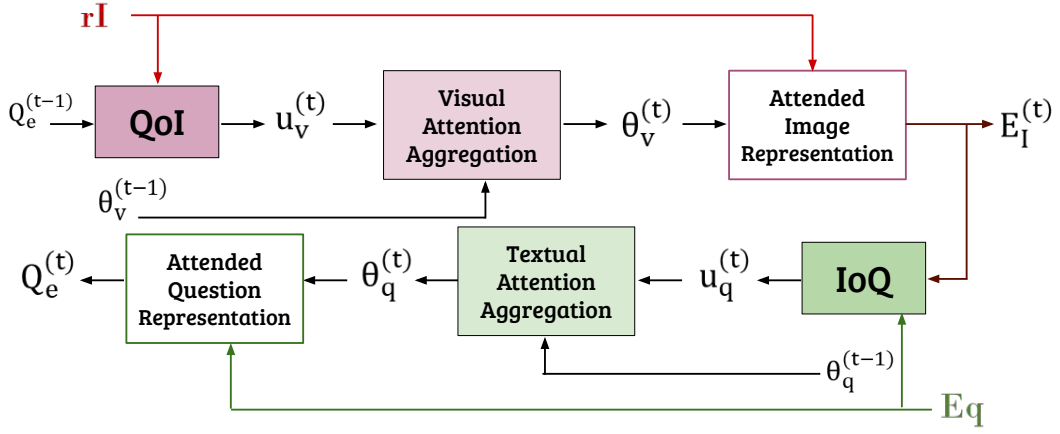 rI
Q_e^{(t-1)}
QoI
u_v^{(t)}
Visual
Attention
Aggregation
θ_v^{(t)}
Attended
Image
Representation
E_I^{(t)}
θ_v^{(t-1)}
Q_e^{(t)}
Attended
Question
Representation
θ_q^{(t)}
Textual
Attention
Aggregation
u_q^{(t)}
IoQ
θ_q^{(t-1)}
Eq